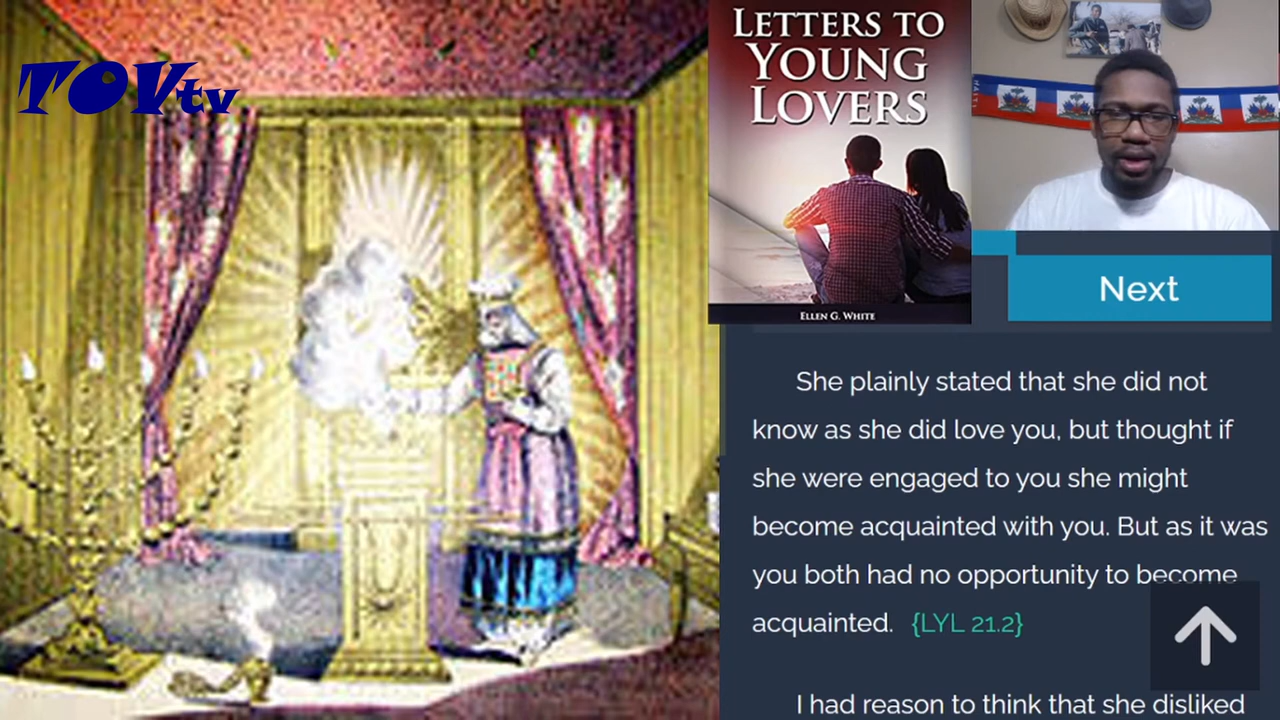 TOVtv
LETTERS TO
YOUNG
LOVERS
ELLEN G. WHITE
Next
She plainly stated that she did not
know as she did love you, but thought if
she were engaged to you she might
become acquainted with you. But as it was
you both had no opportunity to become
acquainted. {LYL 21.2}
I had reason to think that she disliked